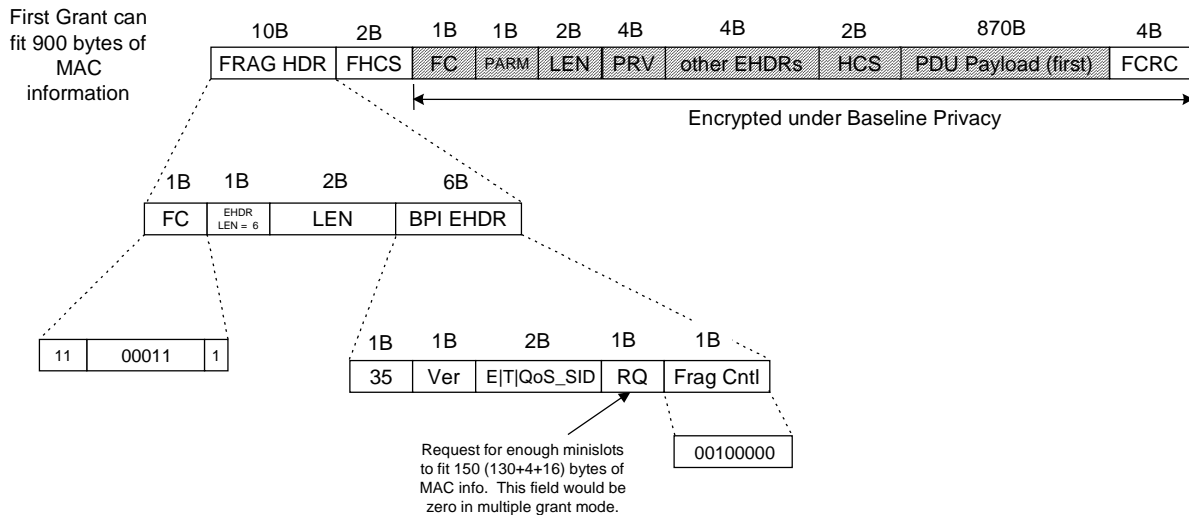 First Grant can
fit 900 bytes of
MAC
information
10B 2B 1B 1B 2B 4B 4B 2B 870B 4B
FRAG HDR FHCS FC PARM LEN PRV other EHDRs HCS PDU Payload (first) FCRC
Encrypted under Baseline Privacy
1B 1B 2B 6B
FC EHDR LEN = 6 LEN BPI EHDR
11 00011 1
1B 1B 2B 1B 1B
35 Ver E|T|QoS_SID RQ Frag Cntl
00100000
Request for enough minislots
to fit 150 (130+4+16) bytes of
MAC info. This field would be
zero in multiple grant mode.